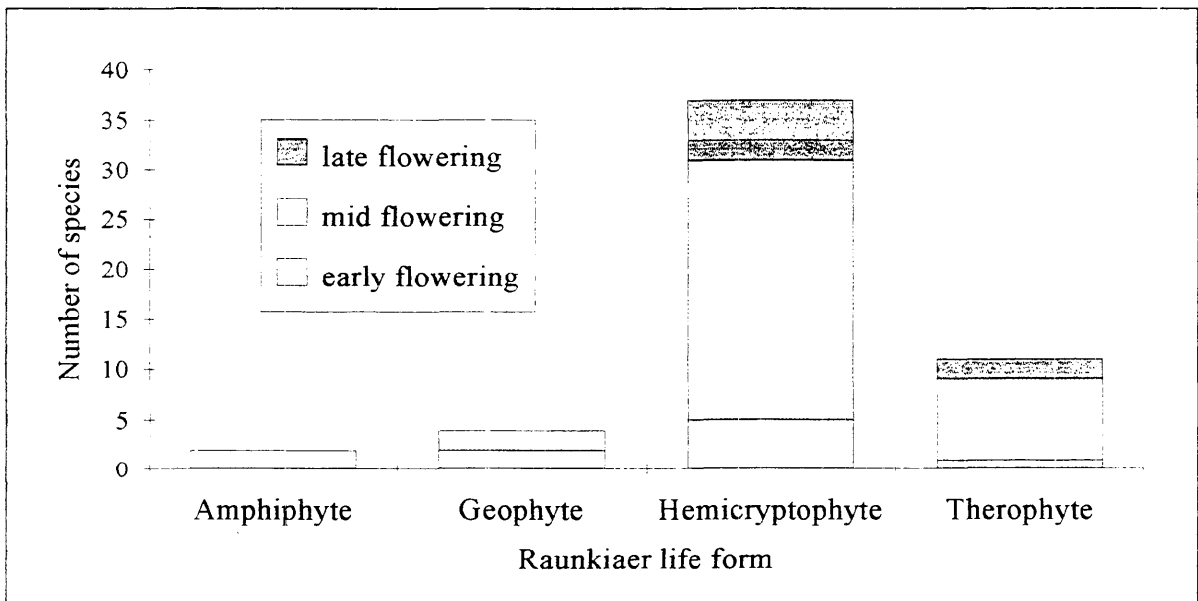 Number of species
40
35
30
25
20
15
10
5
0
late flowering
mid flowering
early flowering
Amphiphyte Geophyte Hemicryptophyte Therophyte
Raunkiaer life form